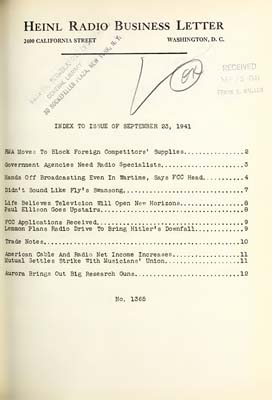 HEINL RADIO BUSINESS LETTER
2400 CALIFORNIA STREET WASHINGTON, D. C.
RECEIVED
INDEX TO ISSUE OF SEPTEMBER 23, 1941
RMA Moves To Block Foreign Competitors' Supplies...............2
Government Agencies Need Radio Specialists.....................3
Hands Off Broadcasting Even In Wartime, Says FCC Head..........4
Didn't Sound Like Fly's Swansong...............................7
Life Believes Television Will Open New Horizons................8
Paul Ellison Goes Upstairs.....................................8
FCC Applications Received......................................9
Lemmon Plans Radio Drive To Bring Hitler's Downfall............9
Trade Notes....................................................10
American Cable And Radio Net Income Increases..................11
Mutual Settles Strike With Musicians' Union....................11
Aurora Brings Out Big Research Guns............................12
No. 1365